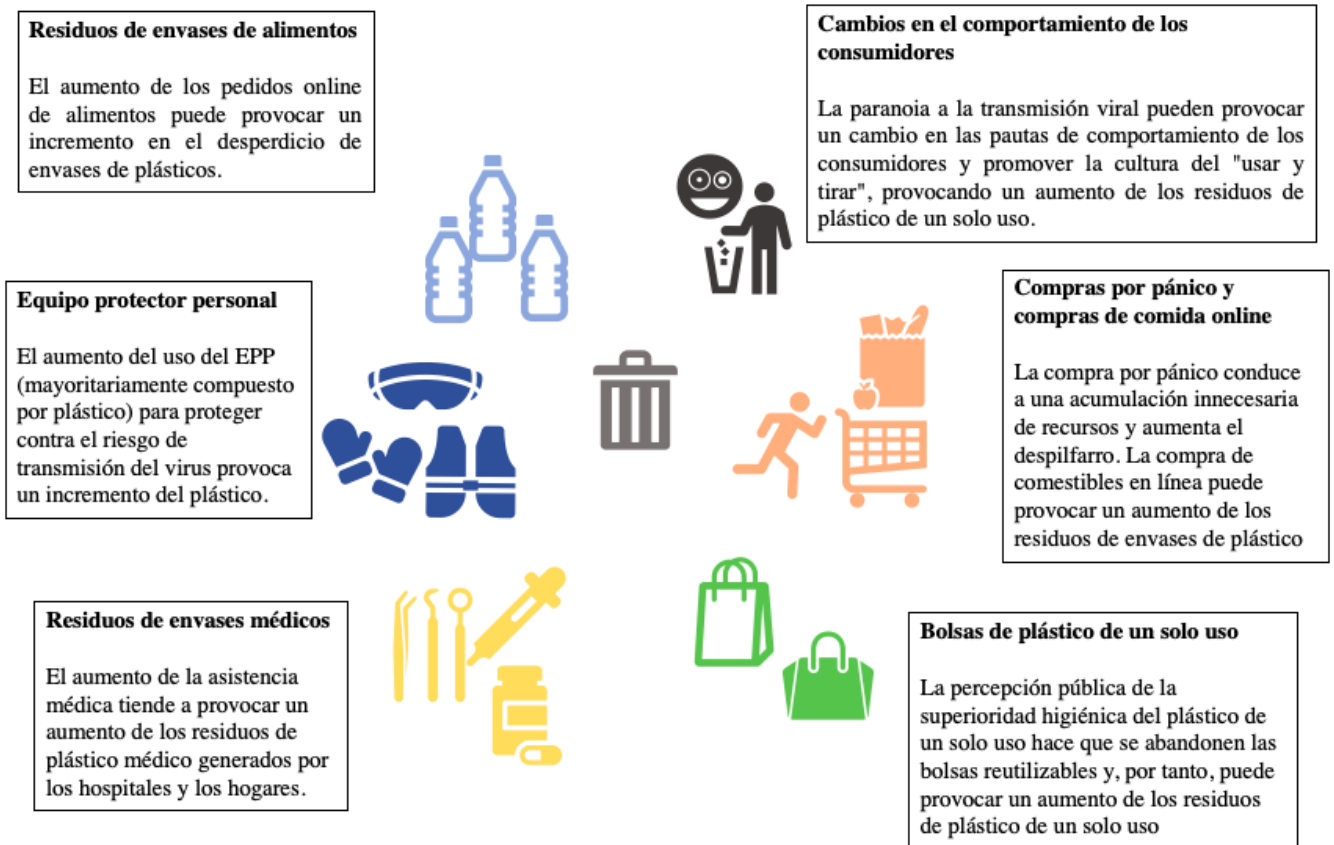 Residuos de envases de alimentos
El aumento de los pedidos online
de alimentos puede provocar un
incremento en el desperdicio de
envases de plásticos.
Cambios en el comportamiento de los
consumidores
La paranoia a la transmisión viral pueden provocar
un cambio en las pautas de comportamiento de los
consumidores y promover la cultura del "usar y
tirar", provocando un aumento de los residuos de
plástico de un solo uso.
Equipo protector personal
El aumento del uso del EPP
(mayoritariamente compuesto
por plástico) para proteger
contra el riesgo de
transmisión del virus provoca
un incremento del plástico.
Compras por pánico y
compras de comida online
La compra por pánico conduce
a una acumulación innecesaria
de recursos y aumenta el
despilfarro. La compra de
comestibles en línea puede
provocar un aumento de los
residuos de envases de plástico
Residuos de envases médicos
El aumento de la asistencia
médica tiende a provocar un
aumento de los residuos de
plástico médico generados por
los hospitales y los hogares.
Bolsas de plástico de un solo uso
La percepción pública de la
superioridad higiénica del plástico de
un solo uso hace que se abandonen las
bolsas reutilizables y, por tanto, puede
provocar un aumento de los residuos
de plástico de un solo uso